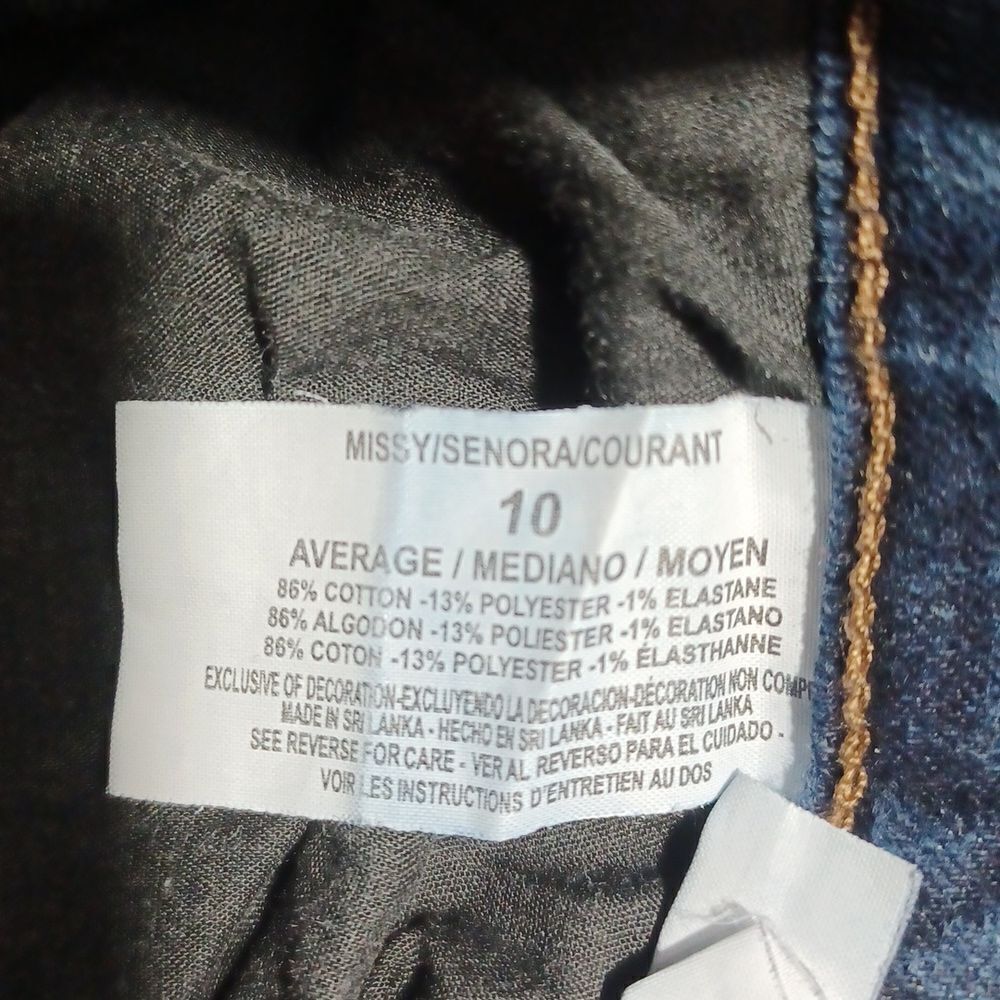 MISSY/SENORA/COURANT
10
AVERAGE / MEDIANO / MOYEN
86% COTTON -13% POLYESTER -1% ELASTANE
86% ALGODON -13% POLIESTER -1% ELASTANO
86% COTON -13% POLYESTER -1% ÉLASTHANNE
EXCLUSIVE OF DECORATION-EXCLUYENDO LA DECORACION-DÉCORATION NON
MADE IN SRI LANKA - HECHO EN SRI LANKA - FAIT AU SRI LANKA
SEE REVERSE FOR CARE - VER AL REVERSO PARA EL CUIDADO -
VOIR LES INSTRUCTIONS D'ENTRETIEN AU DOS